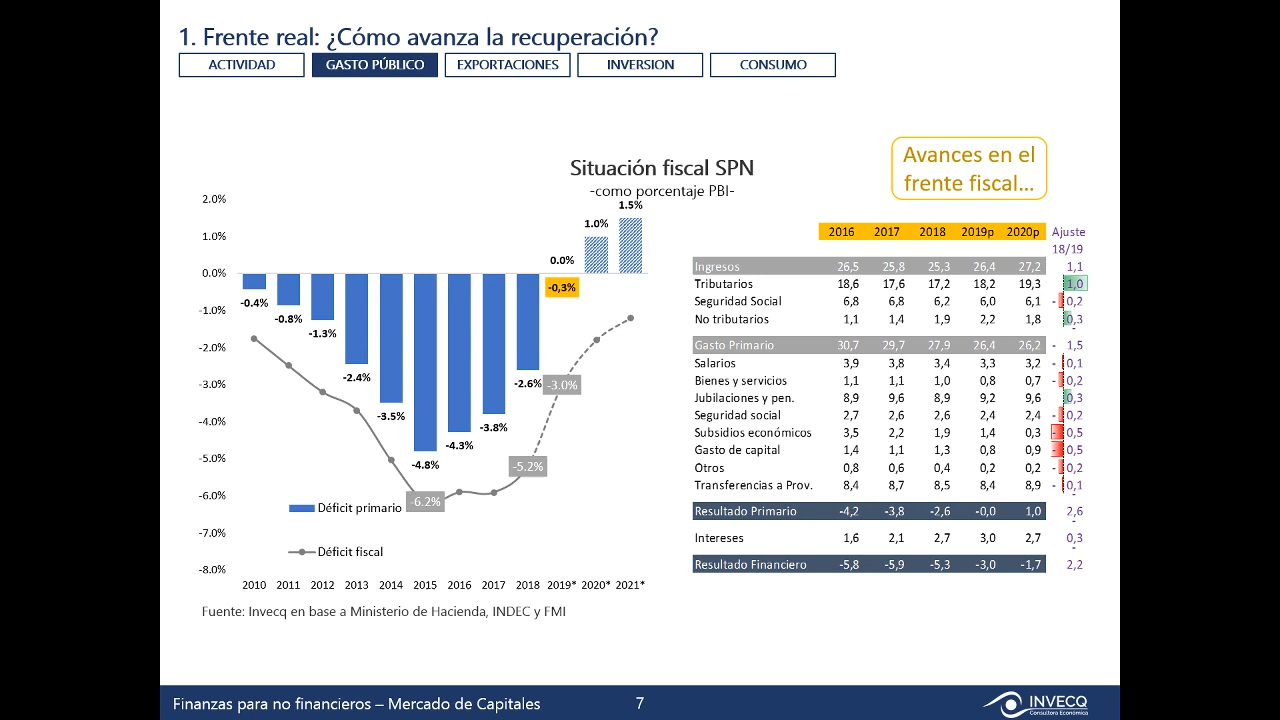 1. Frente real: ¿Cómo avanza la recuperación?
ACTIVIDAD GASTO PÚBLICO EXPORTACIONES INVERSION CONSUMO
Avances en el
frente fiscal...
Situación fiscal SPN
-como porcentaje PBI-
2.0%
1.0%
0.0%
-1.0%
-2.0%
-3.0%
-4.0%
-5.0%
-6.0%
-7.0%
-8.0%
-0.4%
-0.8%
-1.3%
-2.4%
-3.5%
-4.8%
-4.3%
-3.8%
-2.6%
0.0%
-0,3%
1.0%
1.5%
-6.2%
-5.2%
-3.0%
Déficit primario
Déficit fiscal
2010 2011 2012 2013 2014 2015 2016 2017 2018 2019* 2020* 2021*
Fuente: Invecq en base a Ministerio de Hacienda, INDEC y FMI
2016 2017 2018 2019p 2020p Ajuste
18/19
Ingresos 26,5 25,8 25,3 26,4 27,2 1,1
Tributarios 18,6 17,6 17,2 18,2 19,3 1,0
Seguridad Social 6,8 6,8 6,2 6,0 6,1 - 0,2
No tributarios 1,1 1,4 1,9 2,2 1,8 0,3
Gasto Primario 30,7 29,7 27,9 26,4 26,2 - 1,5
Salarios 3,9 3,8 3,4 3,3 3,2 - 0,1
Bienes y servicios 1,1 1,1 1,0 0,8 0,7 - 0,2
Jubilaciones y pen. 8,9 9,6 8,9 9,2 9,6 0,3
Seguridad social 2,7 2,6 2,6 2,4 2,4 - 0,2
Subsidios económicos 3,5 2,2 1,9 1,4 0,3 - 0,5
Gasto de capital 1,4 1,1 1,3 0,8 0,9 - 0,5
Otros 0,8 0,6 0,4 0,2 0,2 - 0,2
Transferencias a Prov. 8,4 8,7 8,5 8,4 8,9 - 0,1
Resultado Primario -4,2 -3,8 -2,6 -0,0 1,0 2,6
Intereses 1,6 2,1 2,7 3,0 2,7 0,3
Resultado Financiero -5,8 -5,9 -5,3 -3,0 -1,7 2,2
Finanzas para no financieros – Mercado de Capitales
7
INVECQ
Consultora Económica